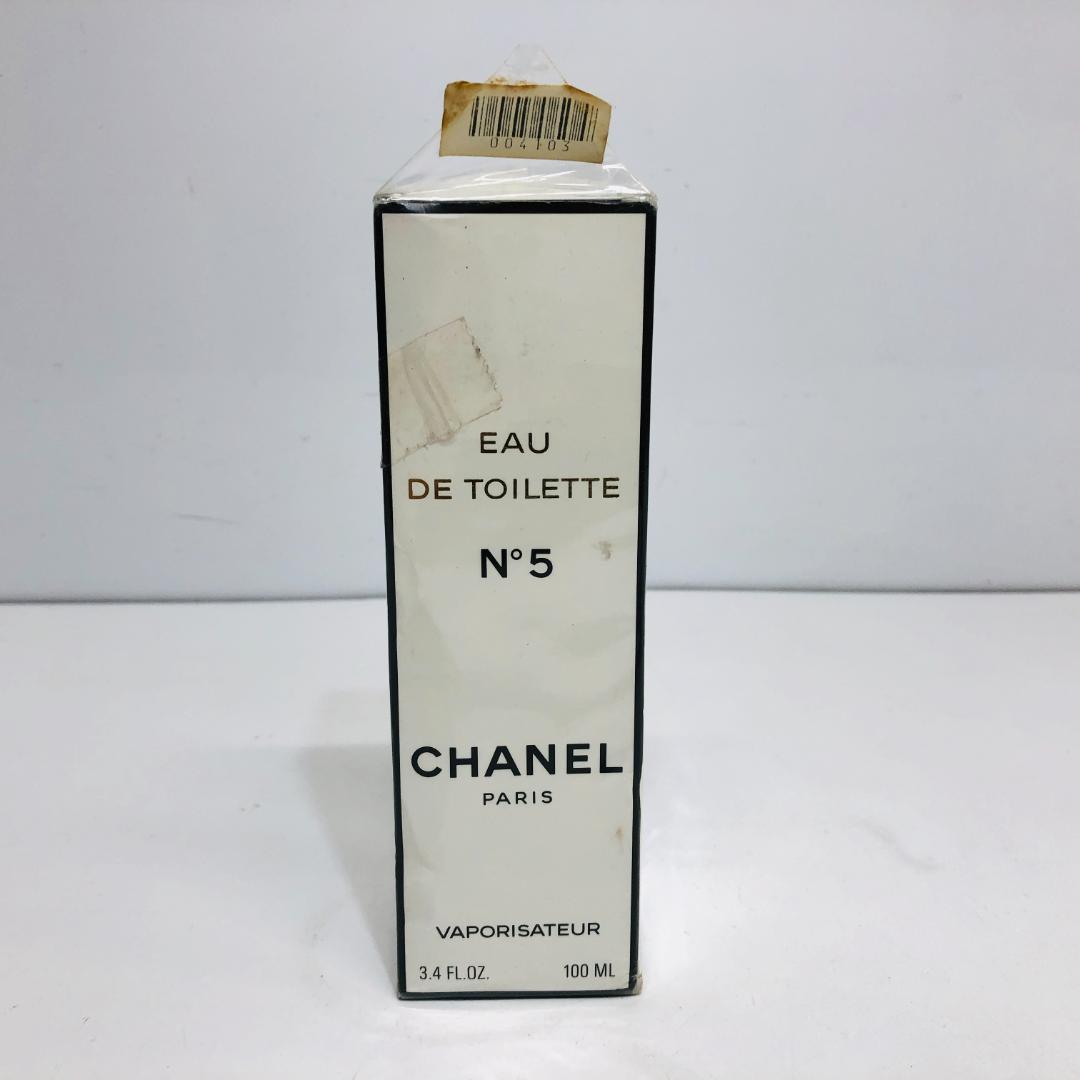 004103
EAU
DE TOILETTE
N°5
CHANEL
PARIS
VAPORISATEUR
3.4 FL.OZ. 100 ML